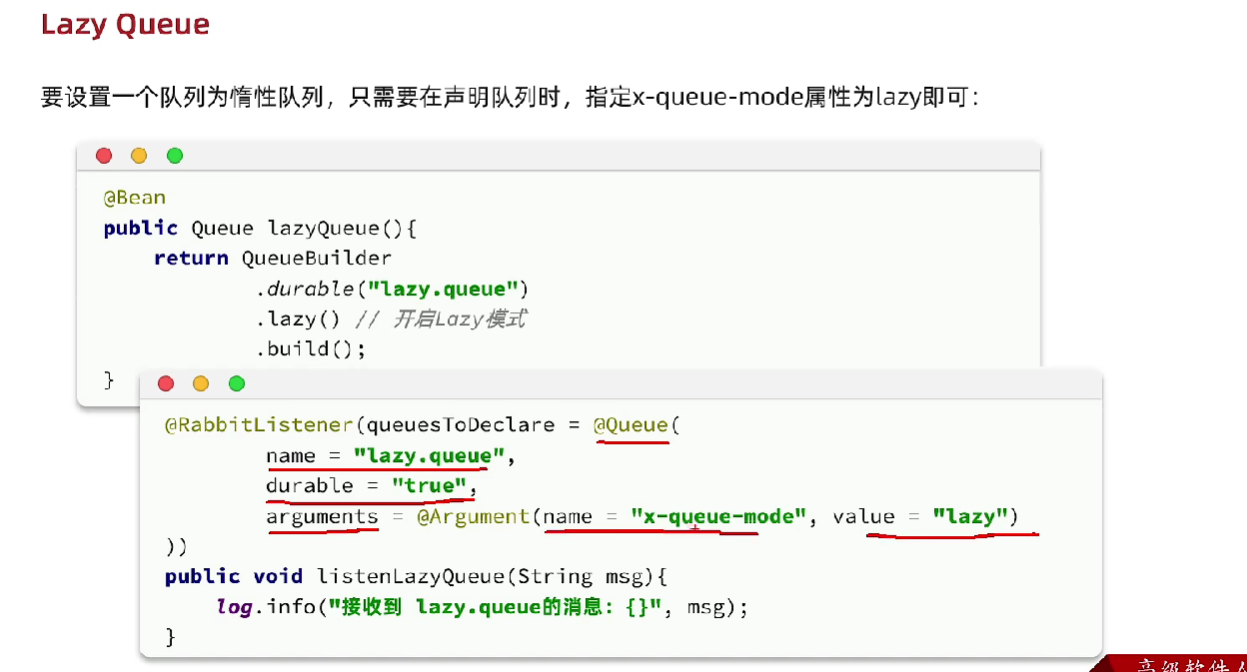 Lazy Queue
要设置一个队列为惰性队列，只需要在声明队列时，指定x-queue-mode属性为lazy即可：
@Bean
public Queue lazyQueue(){
return QueueBuilder
.durable("lazy.queue")
.lazy() // 开启Lazy模式
.build();
}
@RabbitListener(queuesToDeclare = @Queue(
name = "lazy.queue",
durable = "true",
arguments = @Argument(name = "x-queue-mode", value = "lazy")
))
public void listenLazyQueue(String msg){
log.info("接收到 lazy.queue的消息：{}", msg);
}
高级软件